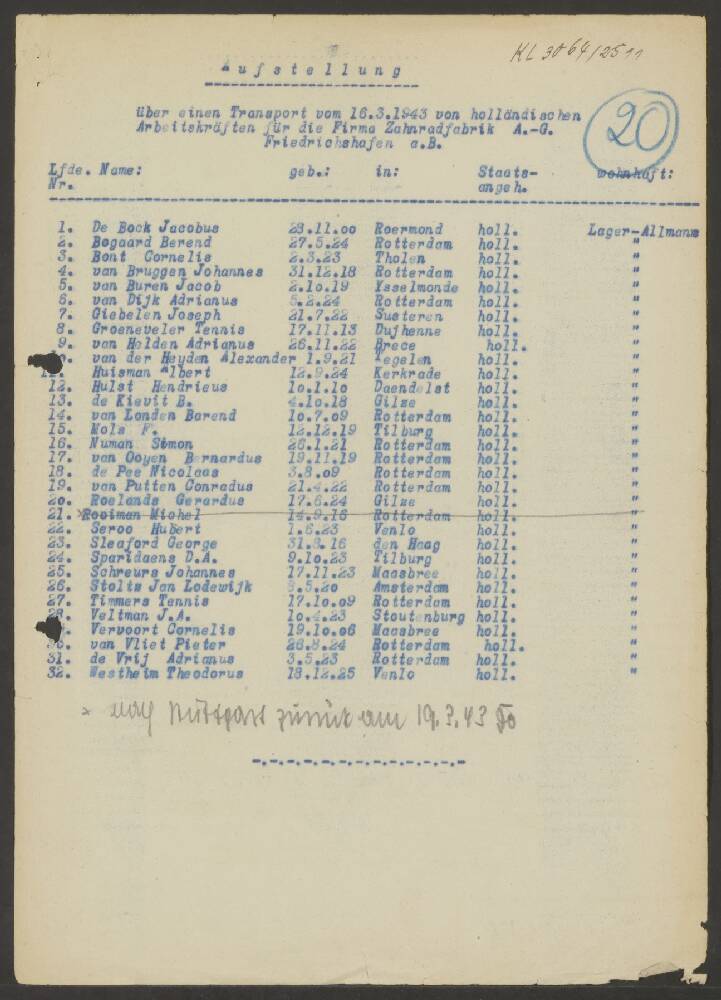 KL 3064/2511
Aufstellung
über einen Transport vom 16.3.1943 von holländischen
Arbeitskräften für die Firma Zahnradfabrik A.-G.
Friedrichshafen a.B.
20
Lfde. Name: geb.: in: Staats- wohnhaft:
Nr. angeh.
1. De Bock Jacobus 28.11.00 Roermond holl. Lager-Allmann
2. Bogaard Berend 27.5.24 Rotterdam holl. "
3. Bont Cornelis 2.3.23 Tholen holl. "
4. van Bruggen Johannes 31.12.18 Rotterdam holl. "
5. van Buren Jacob 2.10.19 Ysselmonde holl. "
6. van Dijk Adrianus 5.2.24 Rotterdam holl. "
7. Giebelen Joseph 21.7.22 Susteren holl. "
8. Groeneveler Tennis 17.11.13 Dujhenne holl. "
9. van Helden Adrianus 26.11.22 Brece holl. "
10. van der Heyden Alexander 1.9.21 Tegelen holl. "
11. Huisman Albert 12.9.24 Kerkrade holl. "
12. Hulst Hendrieus 10.1.10 Daendelst holl. "
13. de Kievit B. 4.10.18 Gilze holl. "
14. van Londen Barend 10.7.09 Rotterdam holl. "
15. Mols F. 12.12.19 Tilburg holl. "
16. Numan Simon 26.1.21 Rotterdam holl. "
17. van Ooyen Bernardus 19.11.19 Rotterdam holl. "
18. de Pee Nicolaas 3.8.09 Rotterdam holl. "
19. van Putten Conradus 21.4.22 Rotterdam holl. "
20. Roelands Gerardus 17.6.24 Gilze holl. "
21. x Rooiman Michel 14.9.16 Rotterdam holl. "
22. Seroo Hubert 1.6.23 Venlo holl. "
23. Sleaford George 31.8.16 den Haag holl. "
24. Sparidaens D.A. 9.10.23 Tilburg holl. "
25. Schreurs Johannes 17.11.23 Maasbree holl. "
26. Stolts Jan Lodewijk 5.20 Amsterdam holl. "
27. Timmers Tennis 17.10.09 Rotterdam holl. "
28. Veltman J.A. 10.4.23 Stoutenburg holl. "
Vervoort Cornelis 19.10.06 Maasbree holl. "
30. van Vliet Pieter 26.8.24 Rotterdam holl. "
31. de Vrij Adrianus 3.5.23 Rotterdam holl. "
32. Westheim Theodorus 18.12.25 Venlo holl. "
x nach Stuttgart zurück am 19.3.43